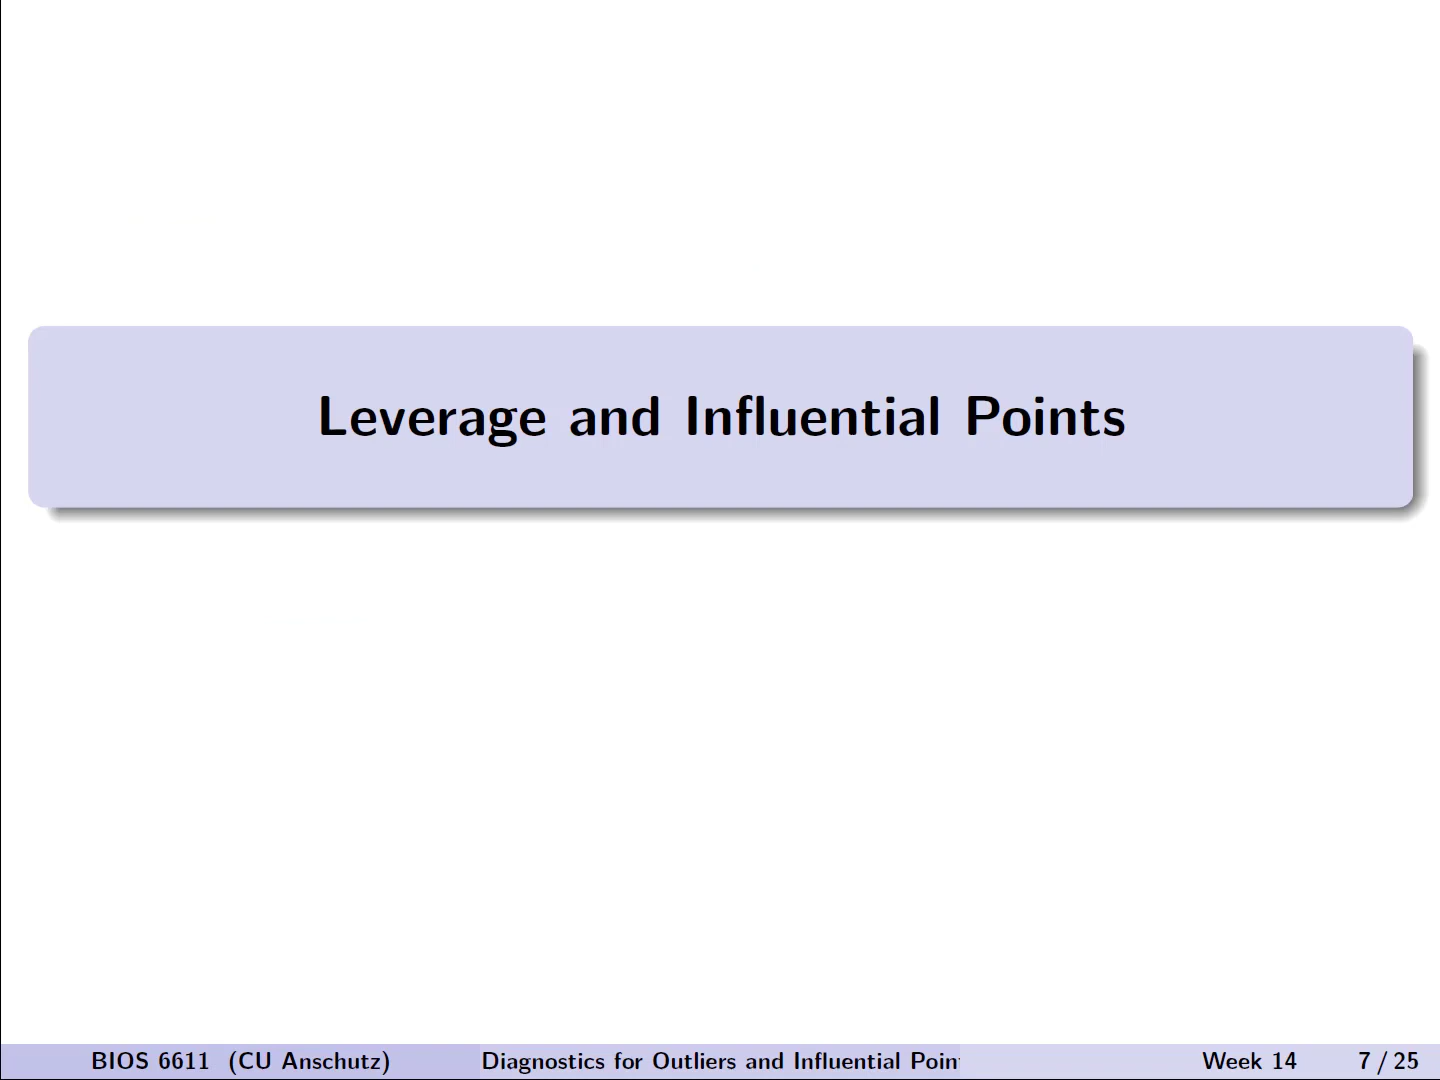 Leverage and Influential Points
BIOS 6611 (CU Anschutz)
Diagnostics for Outliers and Influential Poin
Week 14
7 / 25